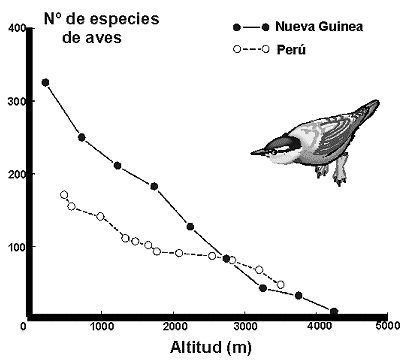 Nº de especies
de aves
Nueva Guinea
Perú
400
300
200
100
0
0
1000
2000
3000
4000
5000
Altitud (m)